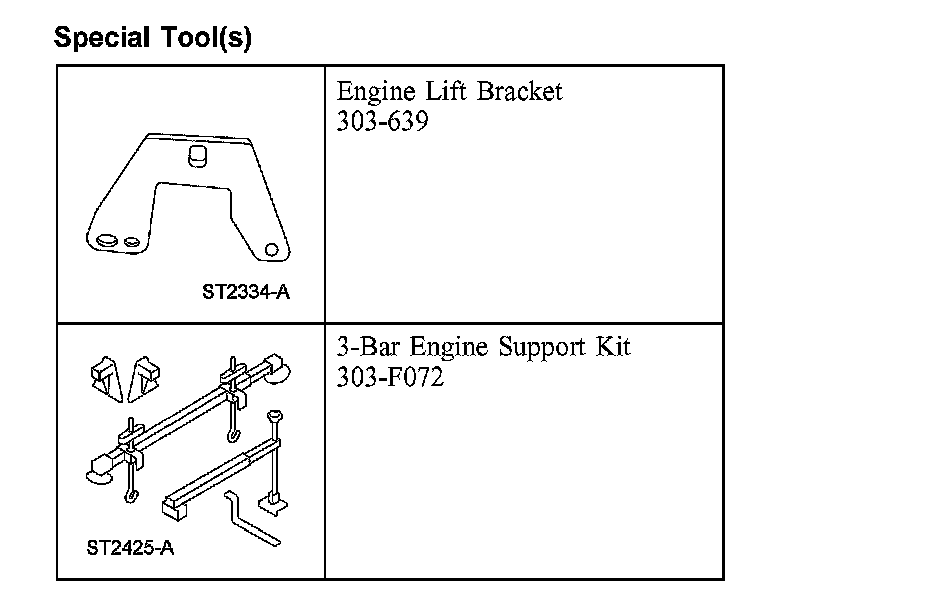 Special Tool(s)
Engine Lift Bracket
303-639
ST2334-A
3-Bar Engine Support Kit
303-F072
ST2425-A